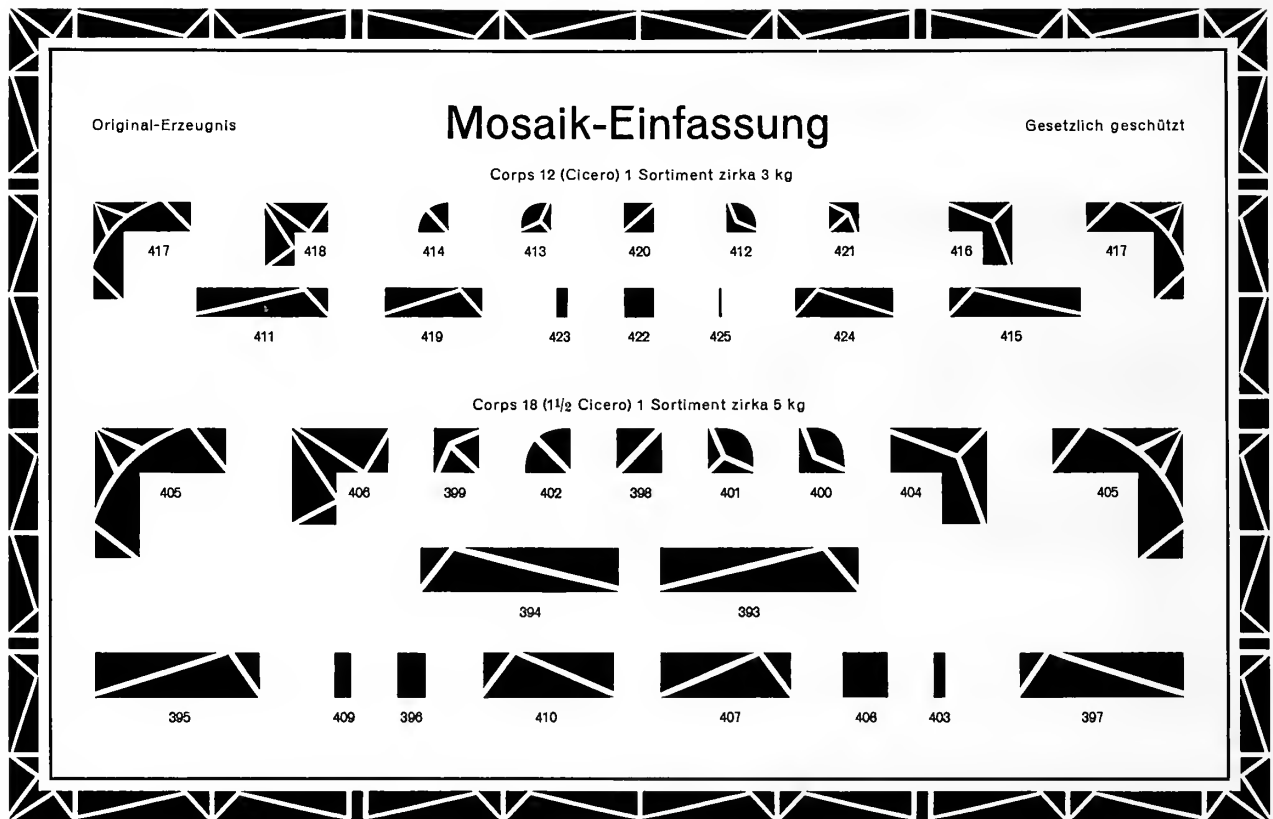 Original-Erzeugnis Mosaik-Einfassung Gesetzlich geschützt
Corps 12 (Cicero) 1 Sortiment zirka 3 kg
417 418 414 413 420 412 421 416 417
411 419 423 422 425 424 415
Corps 18 (1½ Cicero) 1 Sortiment zirka 5 kg
405 406 399 402 398 401 400 404 405
394 393
395 409 396 410 407 406 403 397